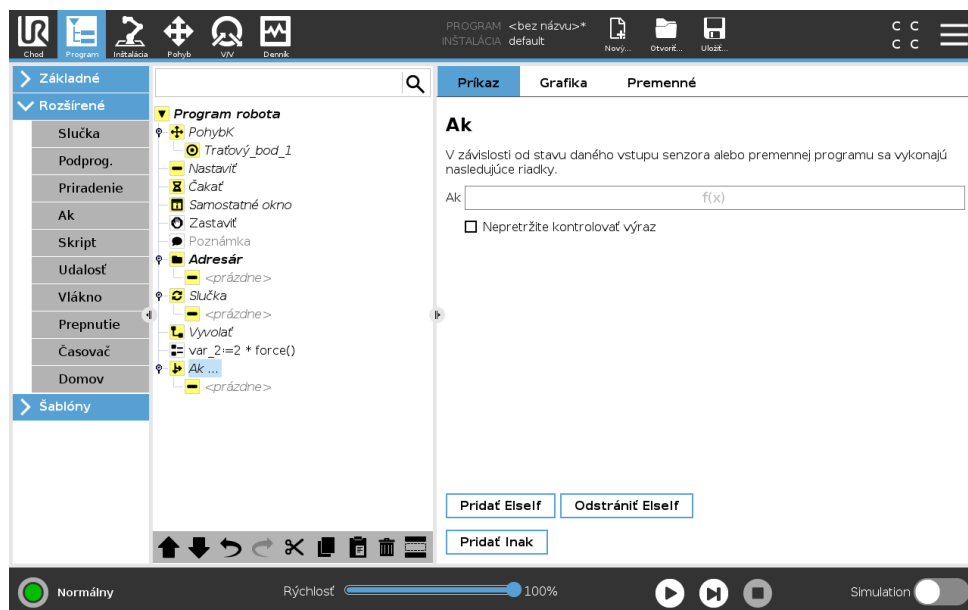 PROGRAM <bez názvu>*
INŠTALÁCIA default
Chod Program Inštalácia Pohyb V/V Denník
Nový... Otvoriť... Uložiť...
C C
C C
Základné
Rozšírené
Slučka
Podprog.
Priradenie
Ak
Skript
Udalosť
Vlákno
Prepnutie
Časovač
Domov
Šablóny
Program robota
PohybK
Traťový_bod_1
Nastaviť
Čakať
Samostatné okno
Zastaviť
Poznámka
Adresár
<prázdne>
Slučka
<prázdne>
Vyvolať
var_2:=2 * force()
Ak ...
<prázdne>
Príkaz Grafika Premenné
Ak
V závislosti od stavu daného vstupu senzora alebo premennej programu sa vykonajú
nasledujúce riadky.
Ak f(x)
Nepretržite kontrolovať výraz
Pridať ElseIf Odstrániť ElseIf
Pridať Inak
Normálny
Rýchlosť 100%
Simulation